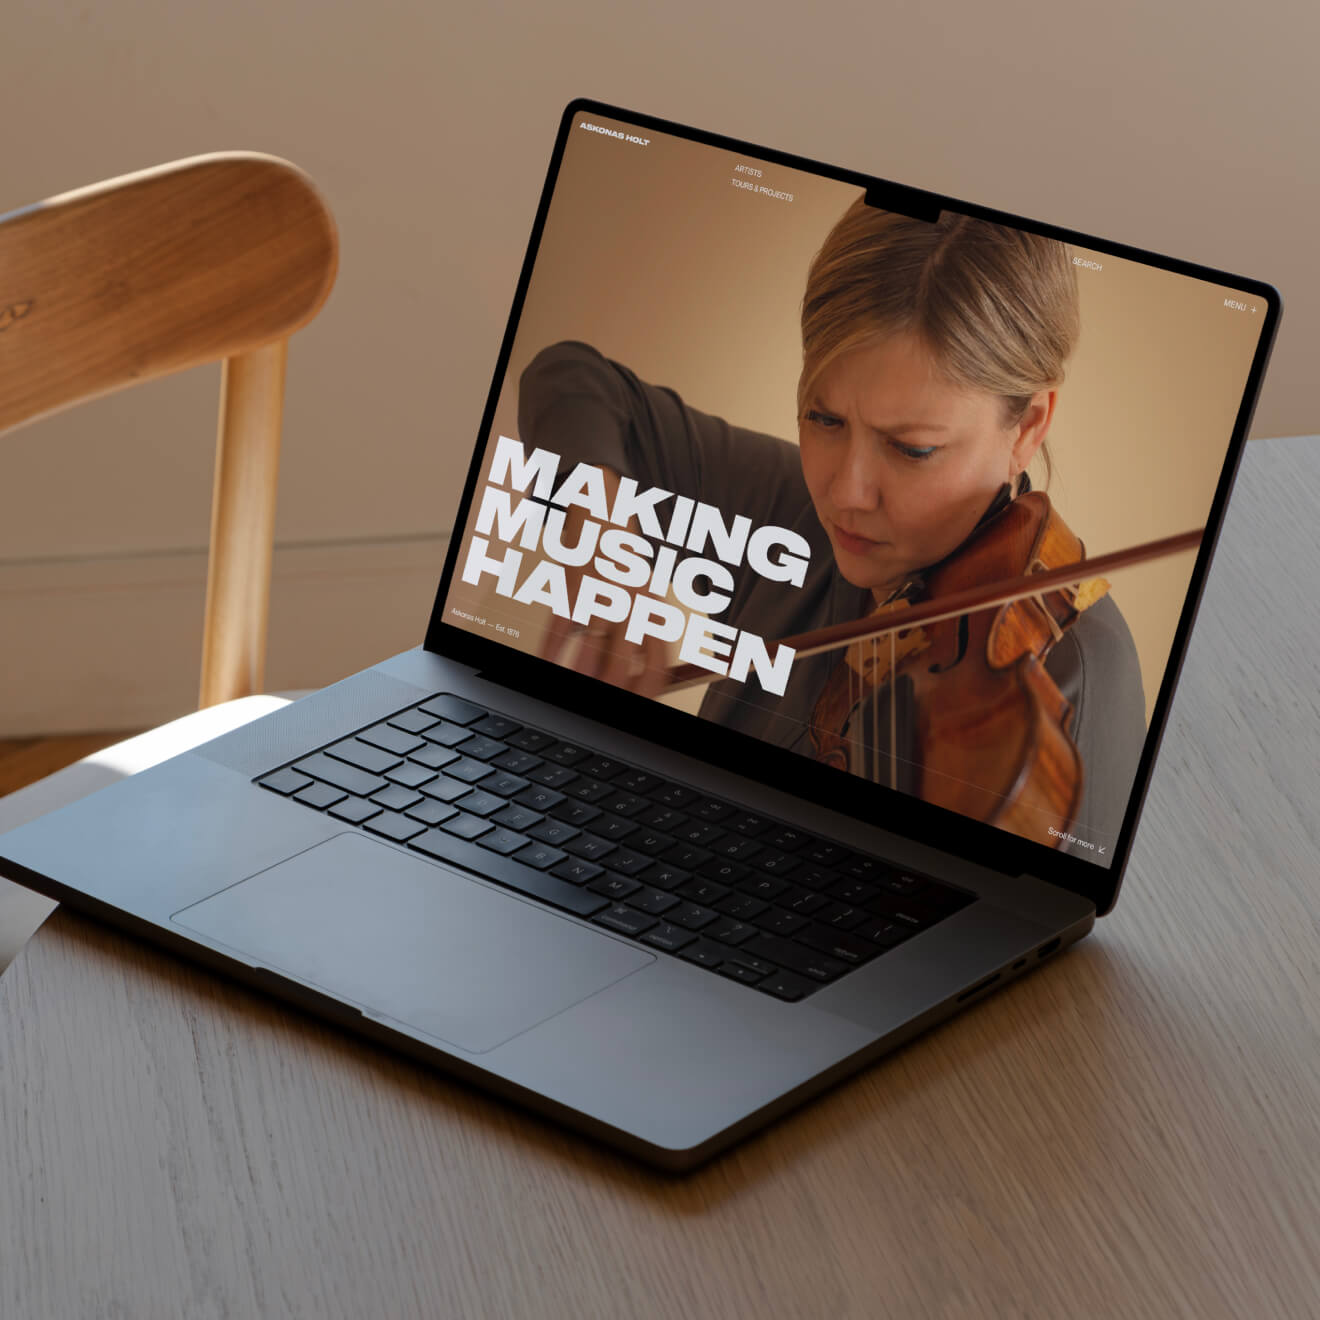 ASKONAS HOLT
ARTISTS
TOURS & PROJECTS
SEARCH
MENU +
MAKING
MUSIC
HAPPEN
Askonas Holt — Est. 1876
Scroll for more